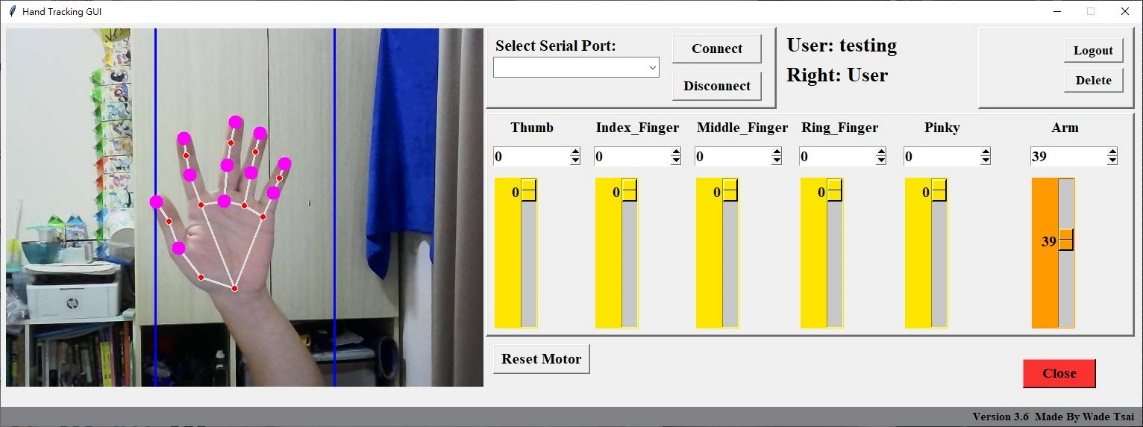 Hand Tracking GUI
Select Serial Port:
Connect
Disconnect
User: testing
Right: User
Logout
Delete
Thumb Index_Finger Middle_Finger Ring_Finger Pinky Arm
0 0 0 0 0 39
0 0 0 0 0
39
Reset Motor
Close
Version 3.6 Made By Wade Tsai